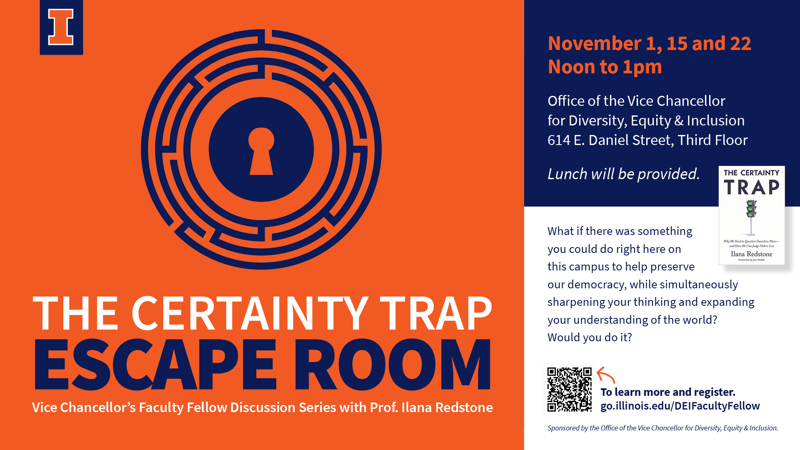 I
THE CERTAINTY TRAP
ESCAPE ROOM
Vice Chancellor's Faculty Fellow Discussion Series with Prof. Ilana Redstone
November 1, 15 and 22
Noon to 1pm
Office of the Vice Chancellor
for Diversity, Equity & Inclusion
614 E. Daniel Street, Third Floor
Lunch will be provided.
THE CERTAINTY
TRAP
Ilana Redstone
What if there was something
you could do right here on
this campus to help preserve
our democracy, while simultaneously
sharpening your thinking and expanding
your understanding of the world?
Would you do it?
To learn more and register.
go.illinois.edu/DEIFacultyFellow
Sponsored by the Office of the Vice Chancellor for Diversity, Equity & Inclusion.